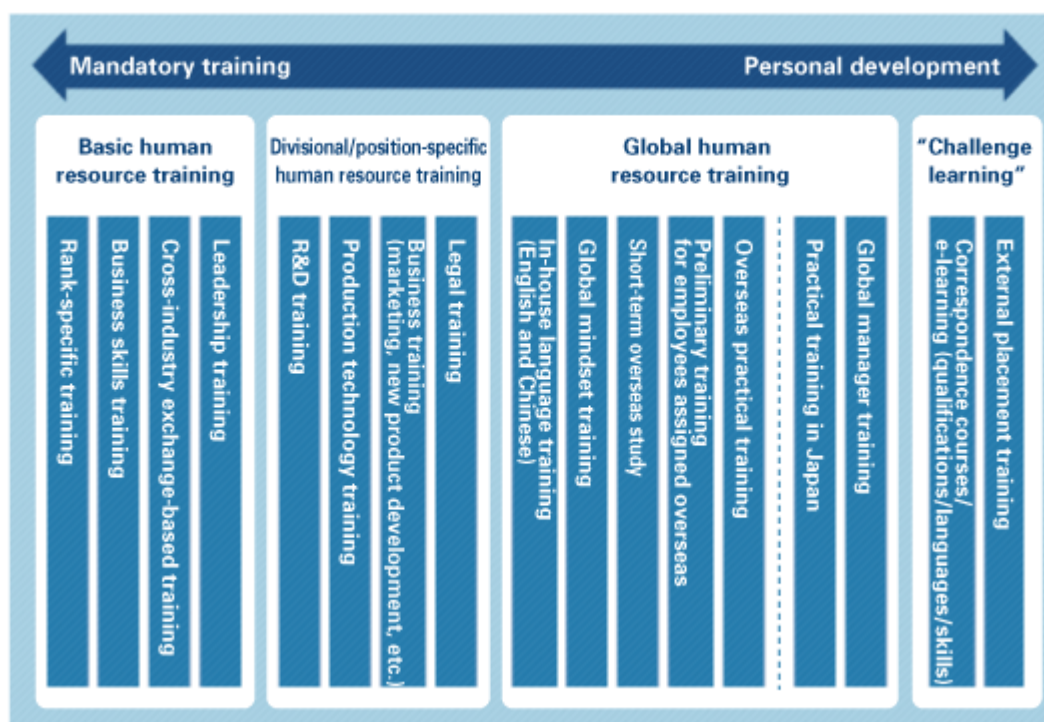 Mandatory training
Personal development
Basic human
resource training
Rank-specific training
Business skills training
Cross-industry exchange-based training
Leadership training
Divisional/position-specific
human resource training
R&D training
Production technology training
Business training
(marketing, new product development, etc.)
Legal training
Global human
resource training
In-house language training
(English and Chinese)
Global mindset training
Short-term overseas study
Preliminary training
for employees assigned overseas
Overseas practical training
Practical training in Japan
Global manager training
“Challenge
learning”
Correspondence courses/
e-learning (qualifications/languages/skills)
External placement training